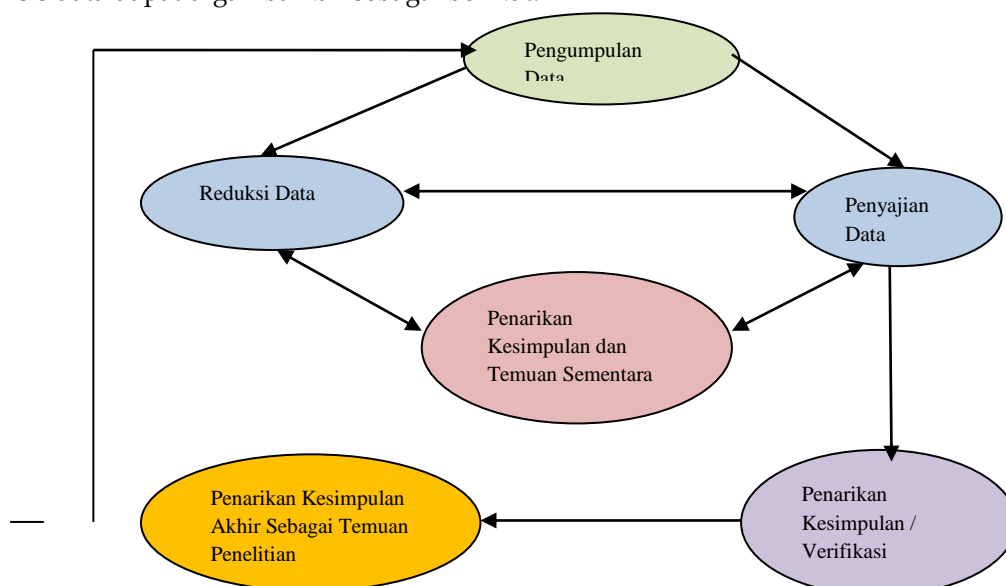 Pengumpulan
Data
Reduksi Data
Penyajian
Data
Penarikan
Kesimpulan dan
Temuan Sementara
Penarikan Kesimpulan
Akhir Sebagai Temuan
Penelitian
Penarikan
Kesimpulan /
Verifikasi